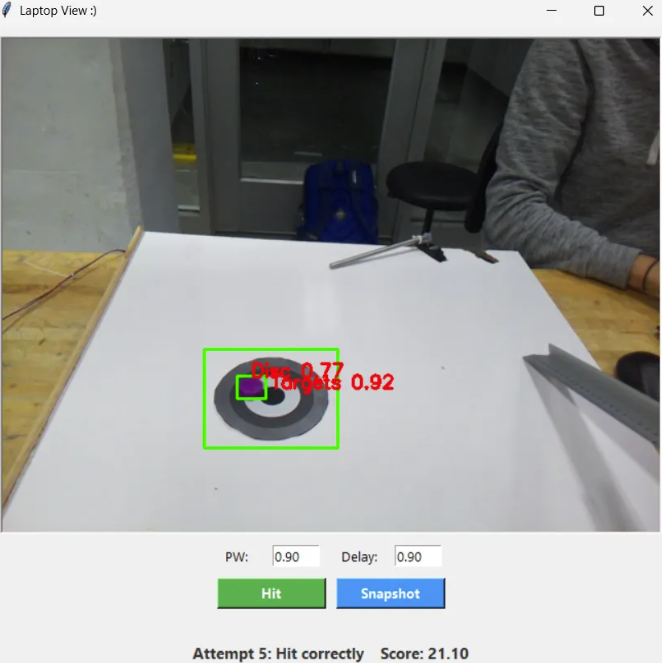 Laptop View :)
Disc 0.77
Targets 0.92
PW: 0.90 Delay: 0.90
Hit Snapshot
Attempt 5: Hit correctly Score: 21.10